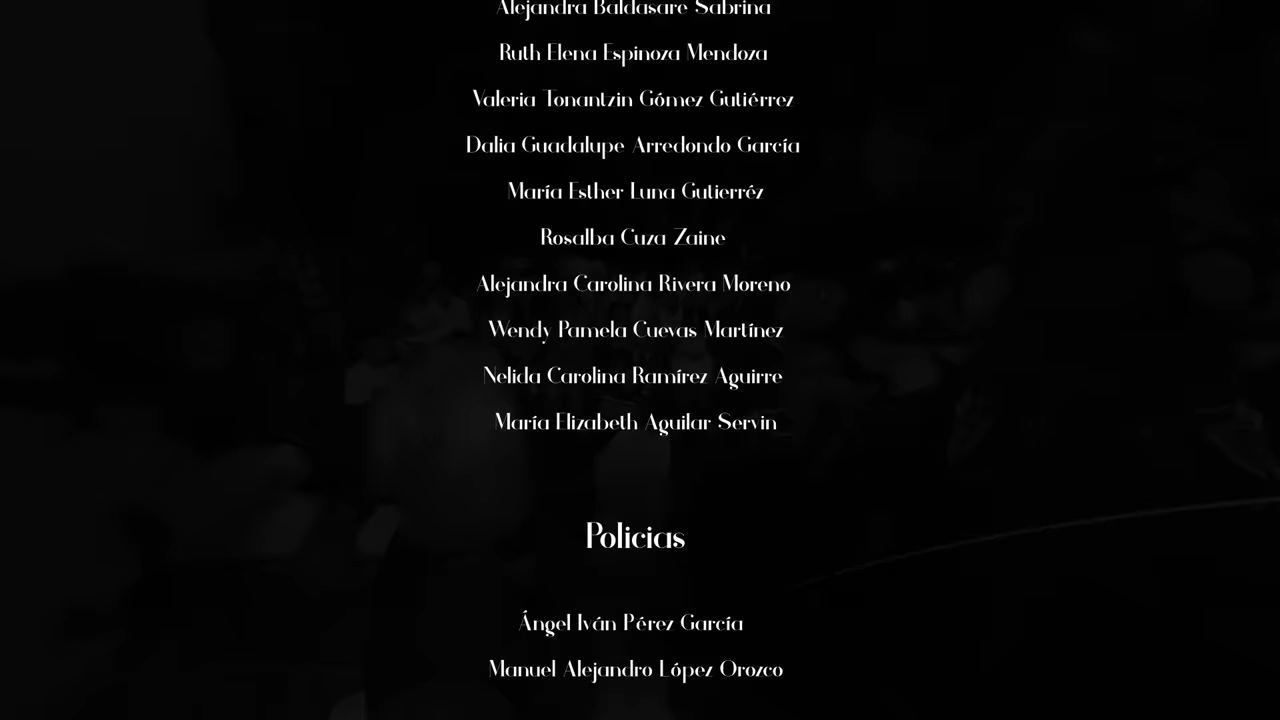 Alejandra Baldasare Sabrina
Ruth Elena Espinoza Mendoza
Valeria Tonantzin Gómez Gutiérrez
Dalia Guadalupe Arredondo García
María Esther Luna Gutierréz
Rosalba Cuza Zaine
Alejandra Carolina Rivera Moreno
Wendy Pamela Cuevas Martínez
Nelida Carolina Ramírez Aguirre
María Elizabeth Aguilar Servin
Policias
Ángel Iván Pérez García
Manuel Alejandro López Orozco